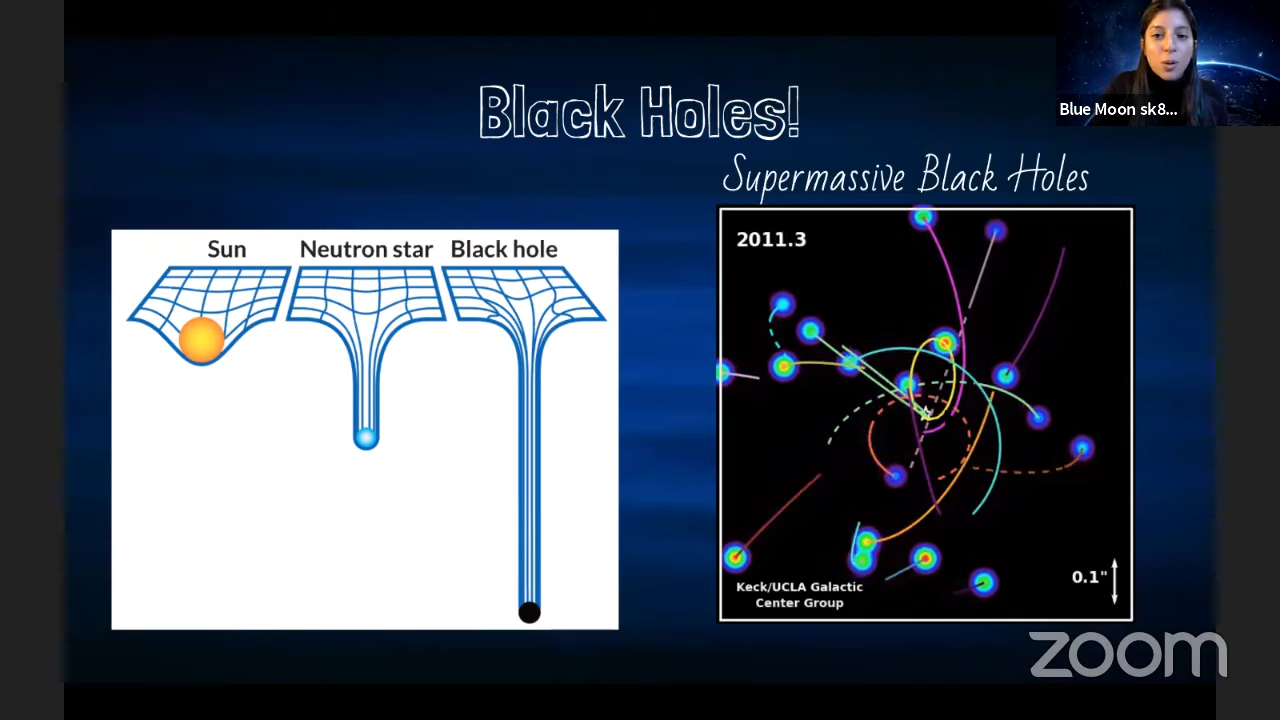 Black Holes!
Blue Moon sk8...
Supermassive Black Holes
Sun
Neutron star
Black hole
2011.3
Keck/UCLA Galactic
Center Group
0.1"
zoom